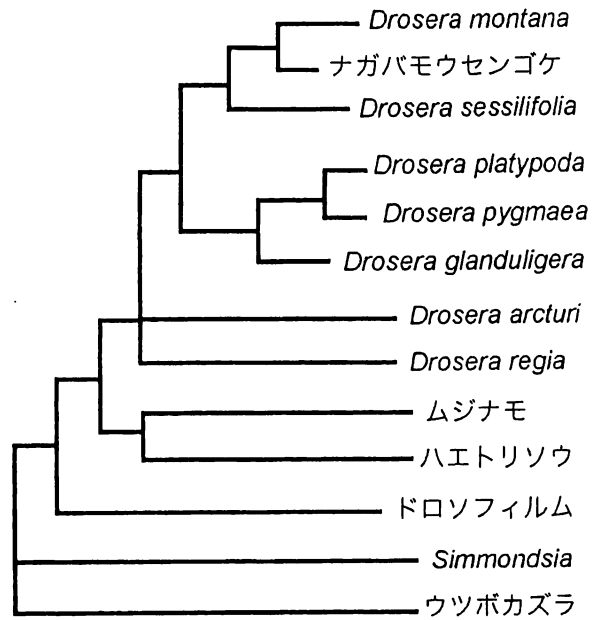 Drosera montana
ナガバモウセンゴケ
Drosera sessilifolia
Drosera platypoda
Drosera pygmaea
Drosera glanduligera
Drosera arcturi
Drosera regia
ムジナモ
ハエトリソウ
ドロソフィルム
Simmondsia
ウツボカズラ